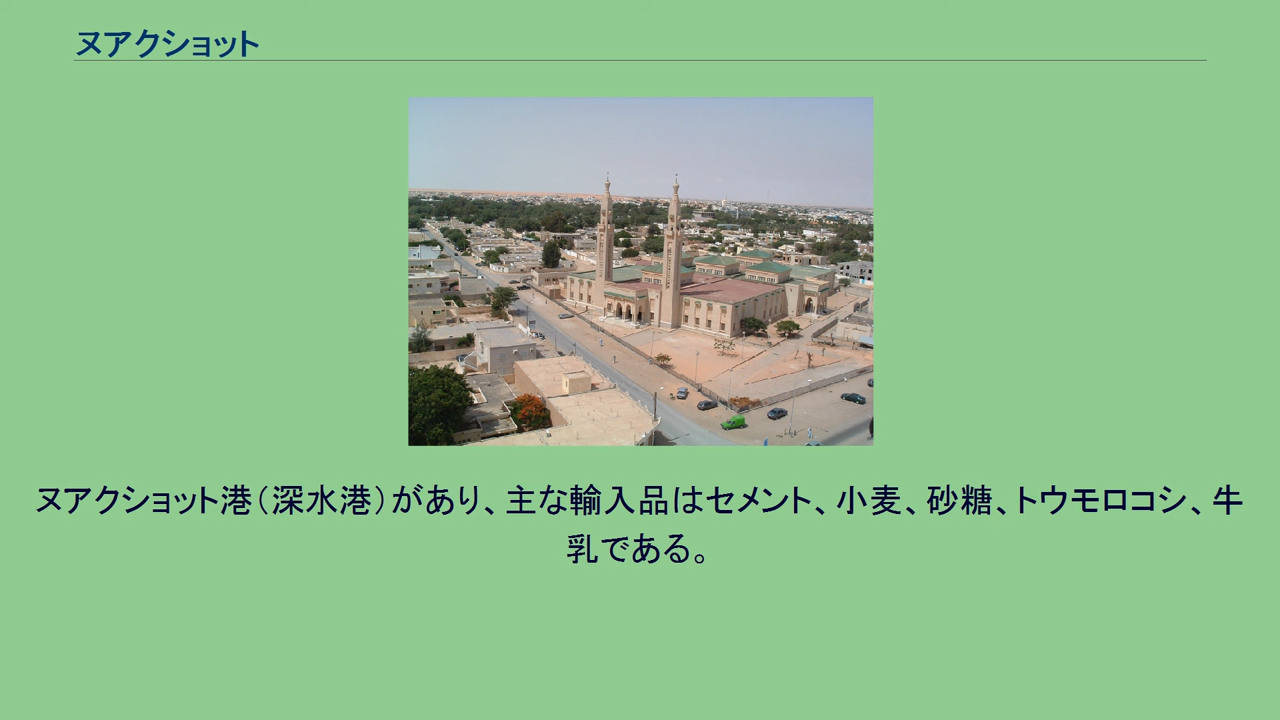 ヌアクショット
ヌアクショット港（深水港）があり、主な輸入品はセメント、小麦、砂糖、トウモロコシ、牛
乳である。